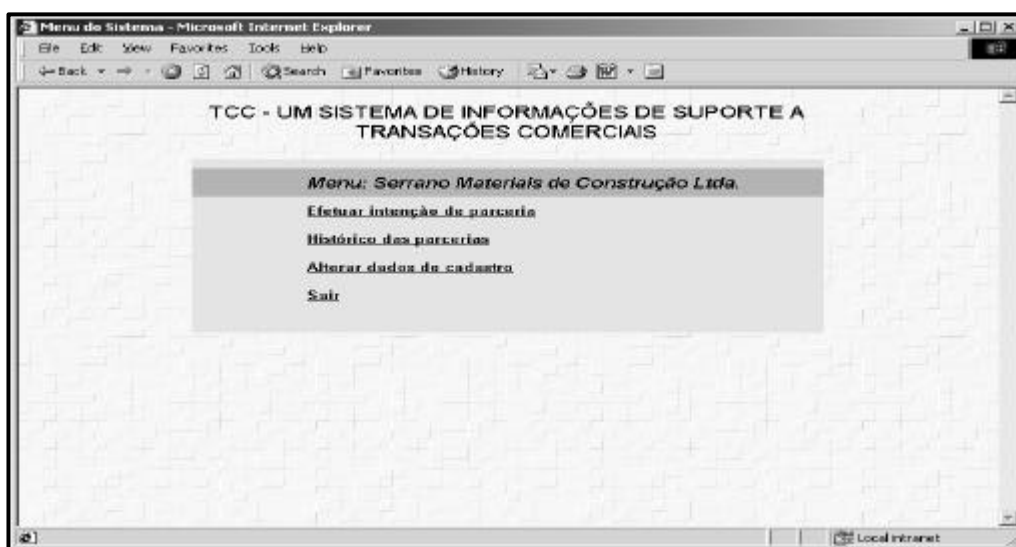 Menu do Sistema - Microsoft Internet Explorer
File Edit View Favorites Tools Help
Back Search Favorites History
TCC - UM SISTEMA DE INFORMAÇÕES DE SUPORTE A
TRANSAÇÕES COMERCIAIS
Menu: Serrano Materiais de Construção Ltda.
Efetuar intenção de parceria
Histórico das parcerias
Alterar dados de cadastro
Sair
Local intranet